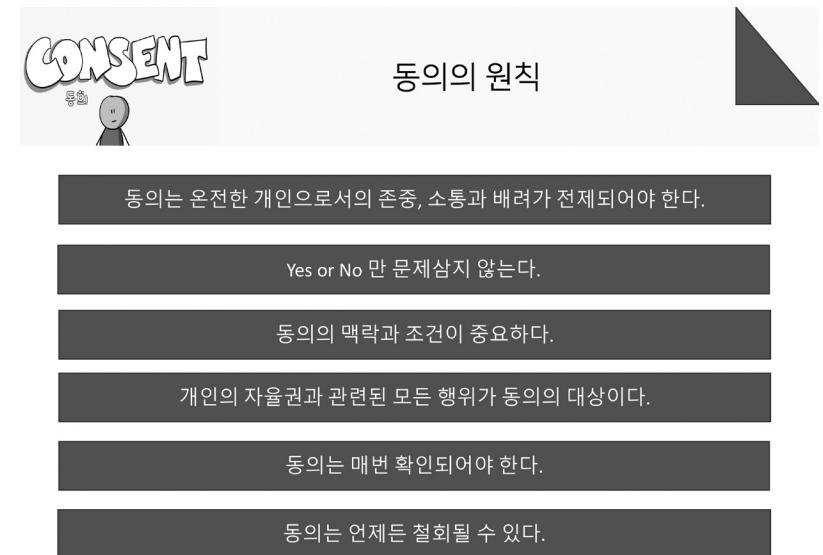 CONSENT
동의
동의의 원칙
동의는 온전한 개인으로서의 존중, 소통과 배려가 전제되어야 한다.
Yes or No 만 문제삼지 않는다.
동의의 맥락과 조건이 중요하다.
개인의 자율권과 관련된 모든 행위가 동의의 대상이다.
동의는 매번 확인되어야 한다.
동의는 언제든 철회될 수 있다.